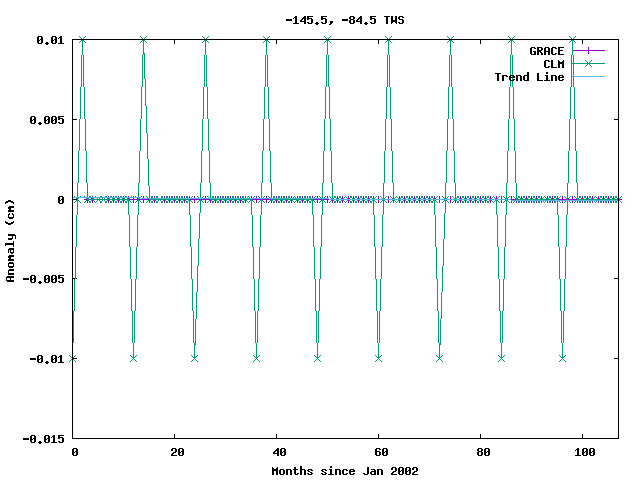 -145.5, -84.5 TWS
GRACE
CLM
Trend Line
0.01
0.005
0
-0.005
-0.01
-0.015
Anomaly (cm)
0 20 40 60 80 100
Months since Jan 2002